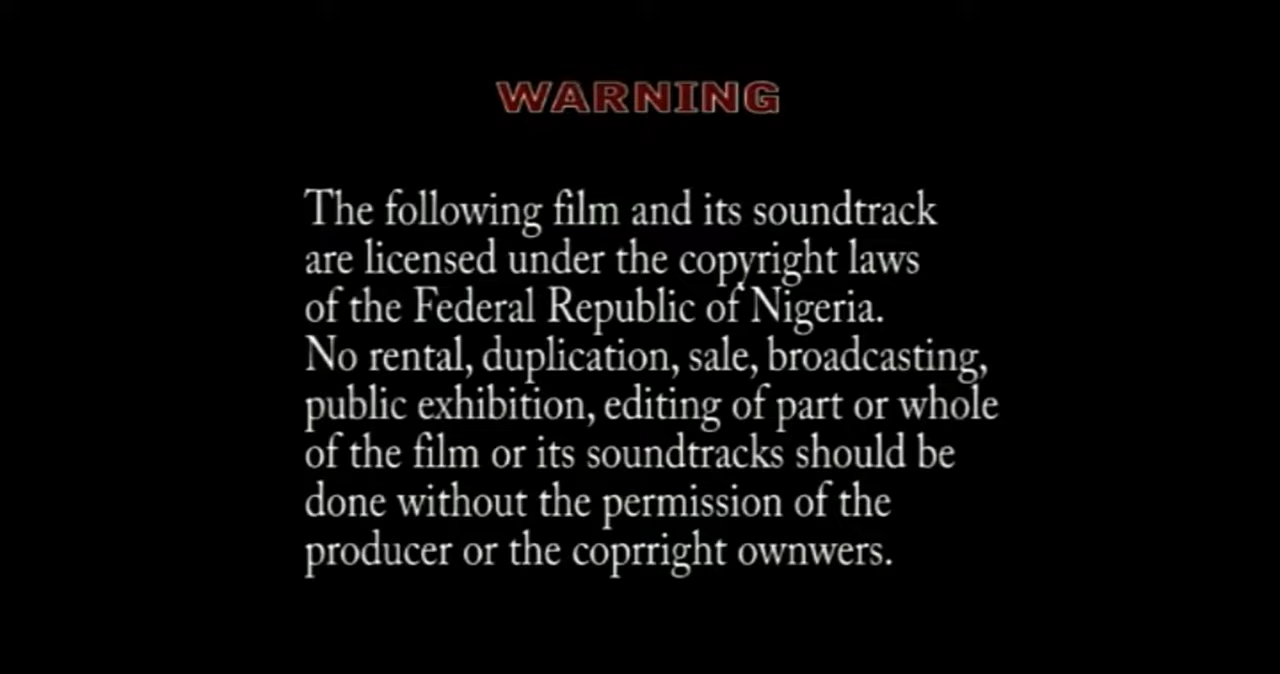 WARNING
The following film and its soundtrack
are licensed under the copyright laws
of the Federal Republic of Nigeria.
No rental, duplication, sale, broadcasting,
public exhibition, editing of part or whole
of the film or its soundtracks should be
done without the permission of the
producer or the coprright ownwers.